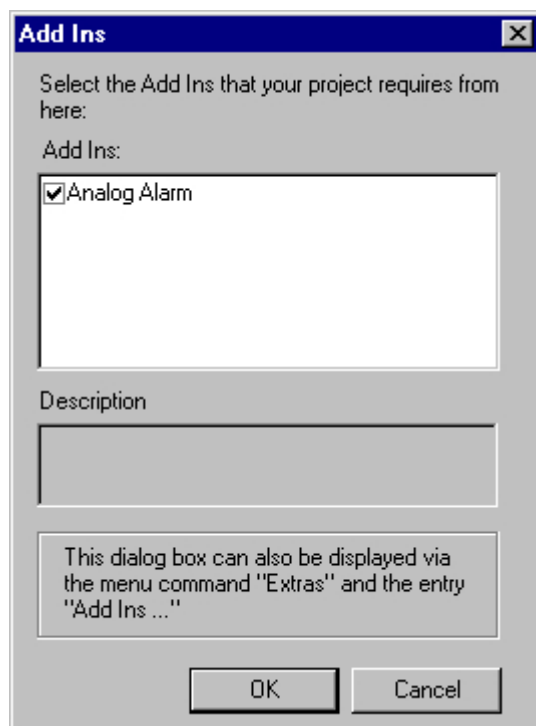 Add Ins
Select the Add Ins that your project requires from
here:
Add Ins:
Analog Alarm
Description
This dialog box can also be displayed via
the menu command "Extras" and the entry
"Add Ins ..."
OK Cancel